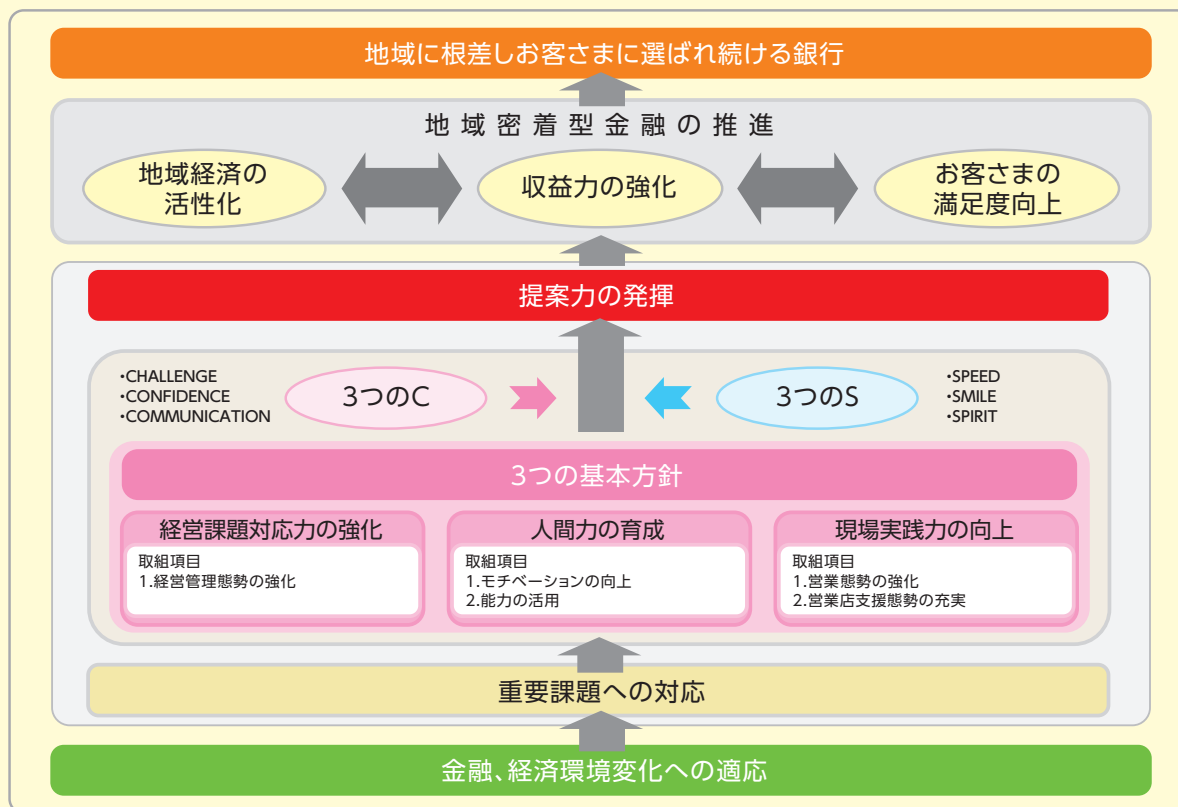 地域に根差しお客さまに選ばれ続ける銀行
地域密着型金融の推進
地域経済の
活性化
収益力の強化
お客さまの
満足度向上
提案力の発揮
・CHALLENGE
・CONFIDENCE
・COMMUNICATION
3つのC
3つのS
・SPEED
・SMILE
・SPIRIT
3つの基本方針
経営課題対応力の強化
取組項目
1.経営管理態勢の強化
人間力の育成
取組項目
1.モチベーションの向上
2.能力の活用
現場実践力の向上
取組項目
1.営業態勢の強化
2.営業店支援態勢の充実
重要課題への対応
金融、経済環境変化への適応